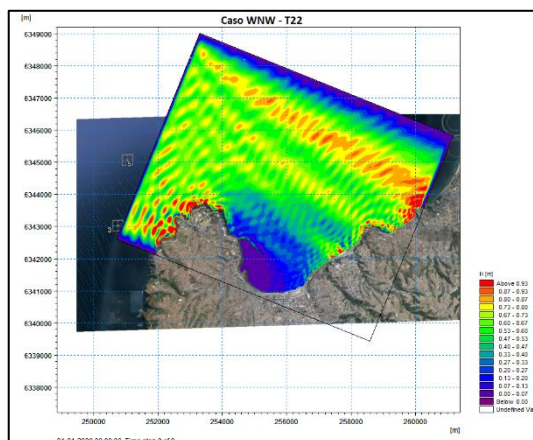 Caso WNW - T22
[m]
6349000
6348000
6347000
6346000
6345000
6344000
6343000
6342000
6341000
6340000
6339000
6338000
5
3
H [m]
Above 0.93
0.87 - 0.93
0.80 - 0.87
0.73 - 0.80
0.67 - 0.73
0.60 - 0.67
0.53 - 0.60
0.47 - 0.53
0.40 - 0.47
0.33 - 0.40
0.27 - 0.33
0.20 - 0.27
0.13 - 0.20
0.07 - 0.13
0.00 - 0.07
Below 0.00
Undefined Va
250000 252000 254000 256000 258000 260000
[m]